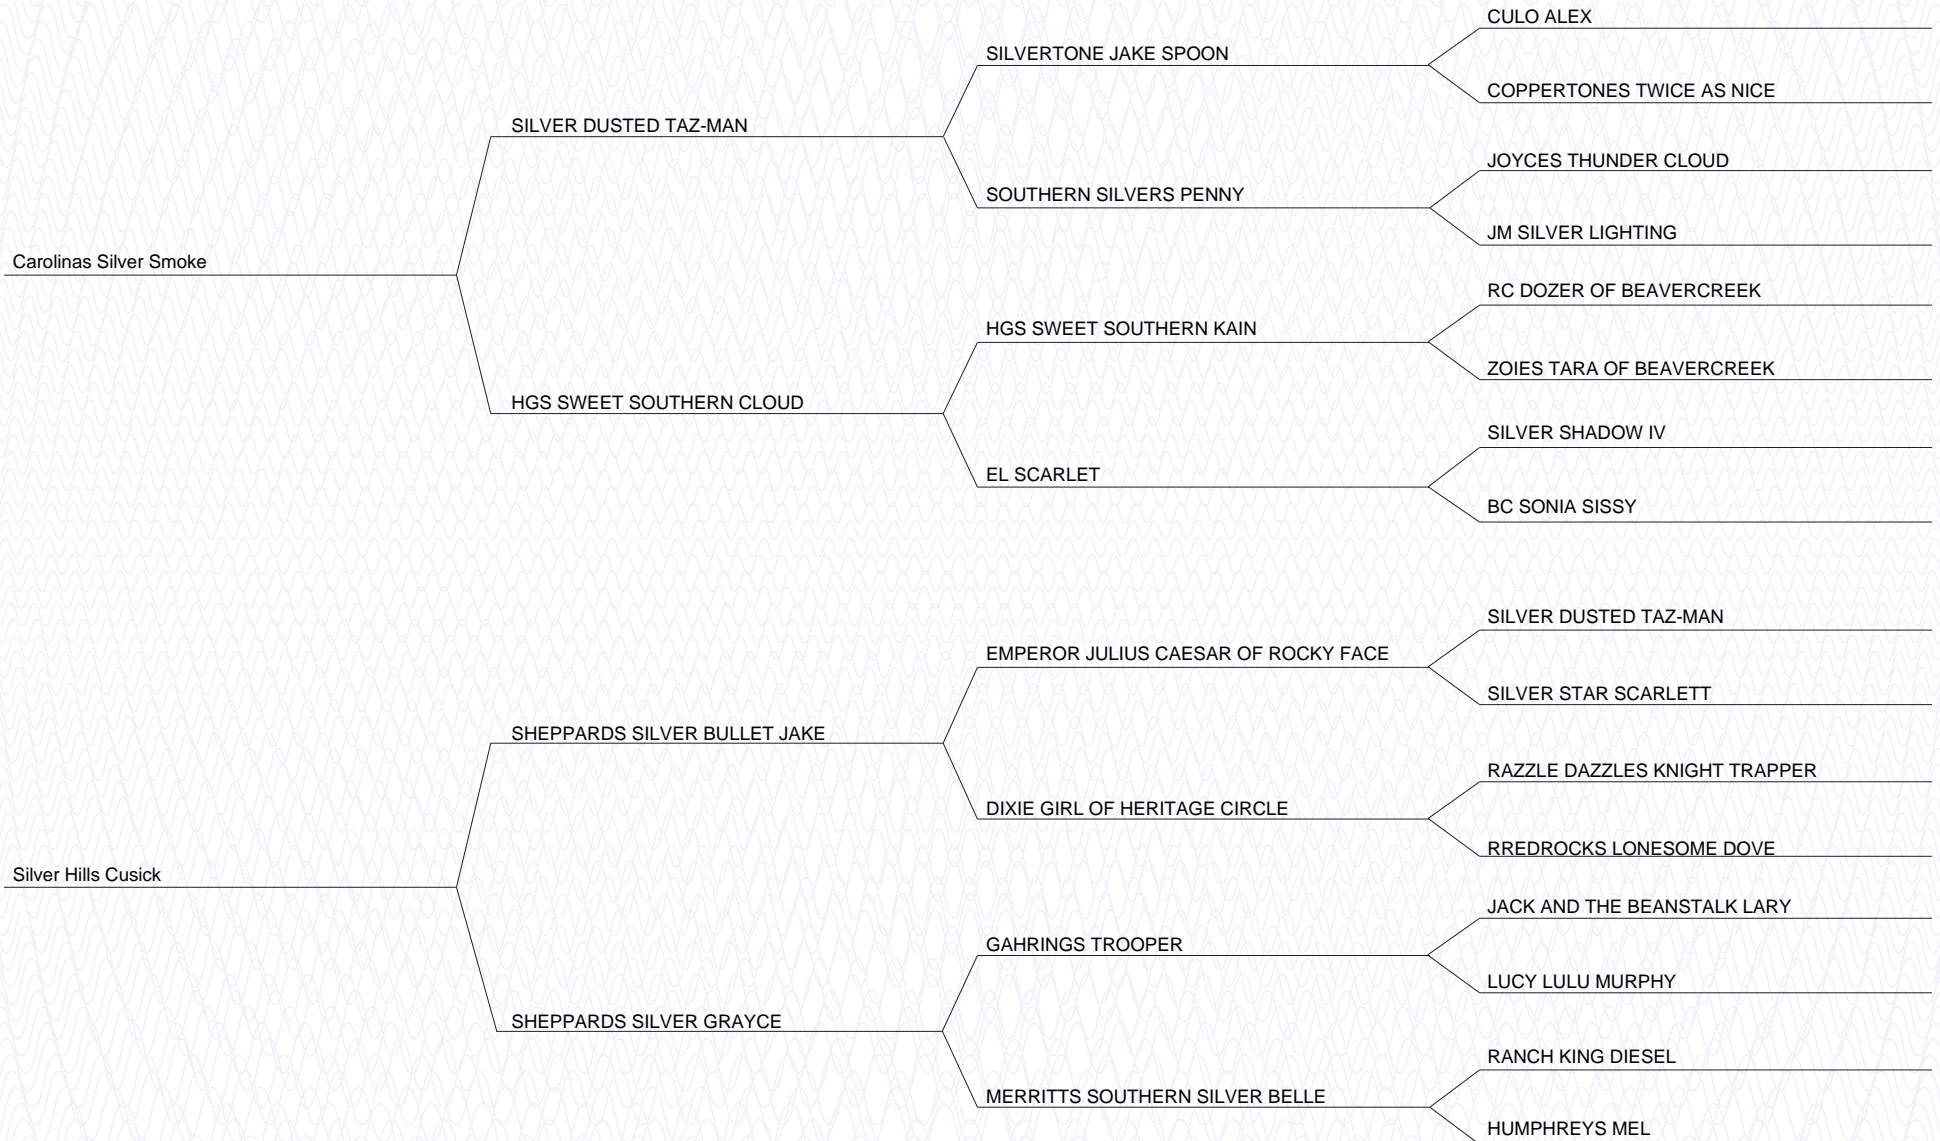 CULO ALEX
SILVERTONE JAKE SPOON
COPPERTONES TWICE AS NICE
SILVER DUSTED TAZ-MAN
JOYCES THUNDER CLOUD
SOUTHERN SILVERS PENNY
JM SILVER LIGHTING
Carolinas Silver Smoke
RC DOZER OF BEAVERCREEK
HGS SWEET SOUTHERN KAIN
ZOIES TARA OF BEAVERCREEK
HGS SWEET SOUTHERN CLOUD
SILVER SHADOW IV
EL SCARLET
BC SONIA SISSY
SILVER DUSTED TAZ-MAN
EMPEROR JULIUS CAESAR OF ROCKY FACE
SILVER STAR SCARLETT
SHEPPARDS SILVER BULLET JAKE
RAZZLE DAZZLES KNIGHT TRAPPER
DIXIE GIRL OF HERITAGE CIRCLE
RREDROCKS LONESOME DOVE
Silver Hills Cusick
JACK AND THE BEANSTALK LARY
GAHRINGS TROOPER
LUCY LULU MURPHY
SHEPPARDS SILVER GRAYCE
RANCH KING DIESEL
MERRITTS SOUTHERN SILVER BELLE
HUMPHREYS MEL